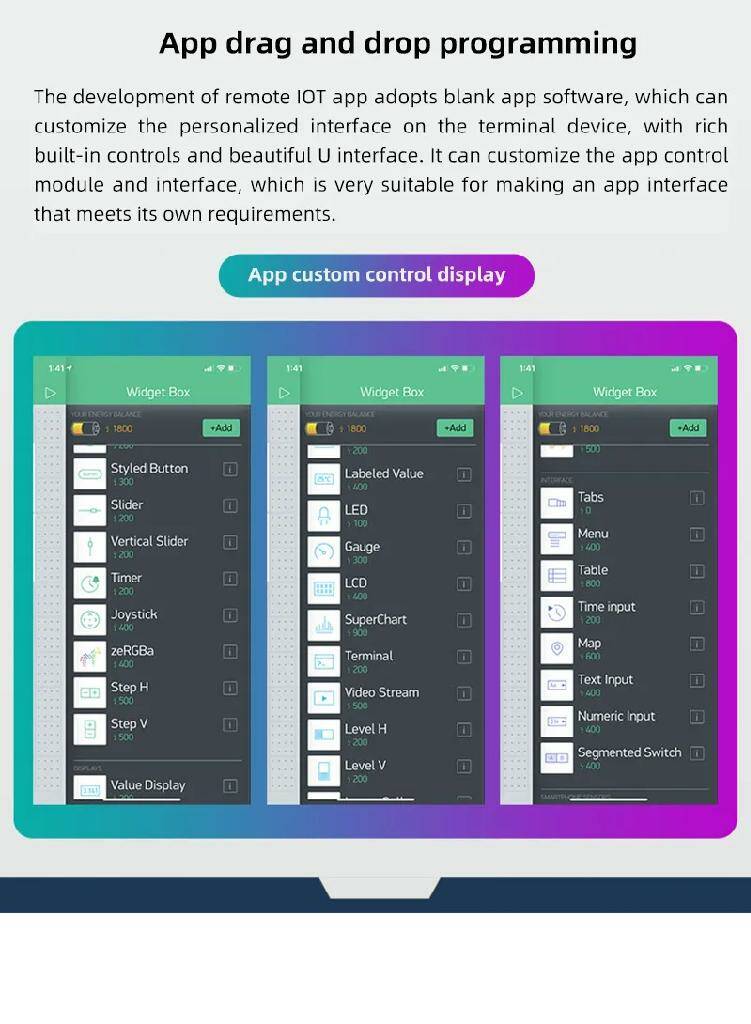 App drag and drop programming
The development of remote IOT app adopts blank app software, which can
customize the personalized interface on the terminal device, with rich
built-in controls and beautiful U interface. It can customize the app control
module and interface, which is very suitable for making an app interface
that meets its own requirements.
App custom control display
1:41
Widget Box
YOUR ENERGY BALANCE
1800
+Add
200
Styled Button
300
Slider
200
Vertical Slider
200
Timer
200
Joystick
400
zeRGBa
400
Step H
500
Step V
500
DISPLAYS
Value Display
200
1:41
Widget Box
YOUR ENERGY BALANCE
1800
+Add
200
Labeled Value
400
LED
100
Gauge
300
LCD
400
SuperChart
900
Terminal
200
Video Stream
500
Level H
200
Level V
200
1:41
Widget Box
YOUR ENERGY BALANCE
1800
+Add
500
INTERFACE
Tabs
0
Menu
400
Table
800
Time input
200
Map
600
Text Input
400
Numeric Input
400
Segmented Switch
400
SMARTPHONE SENSORS